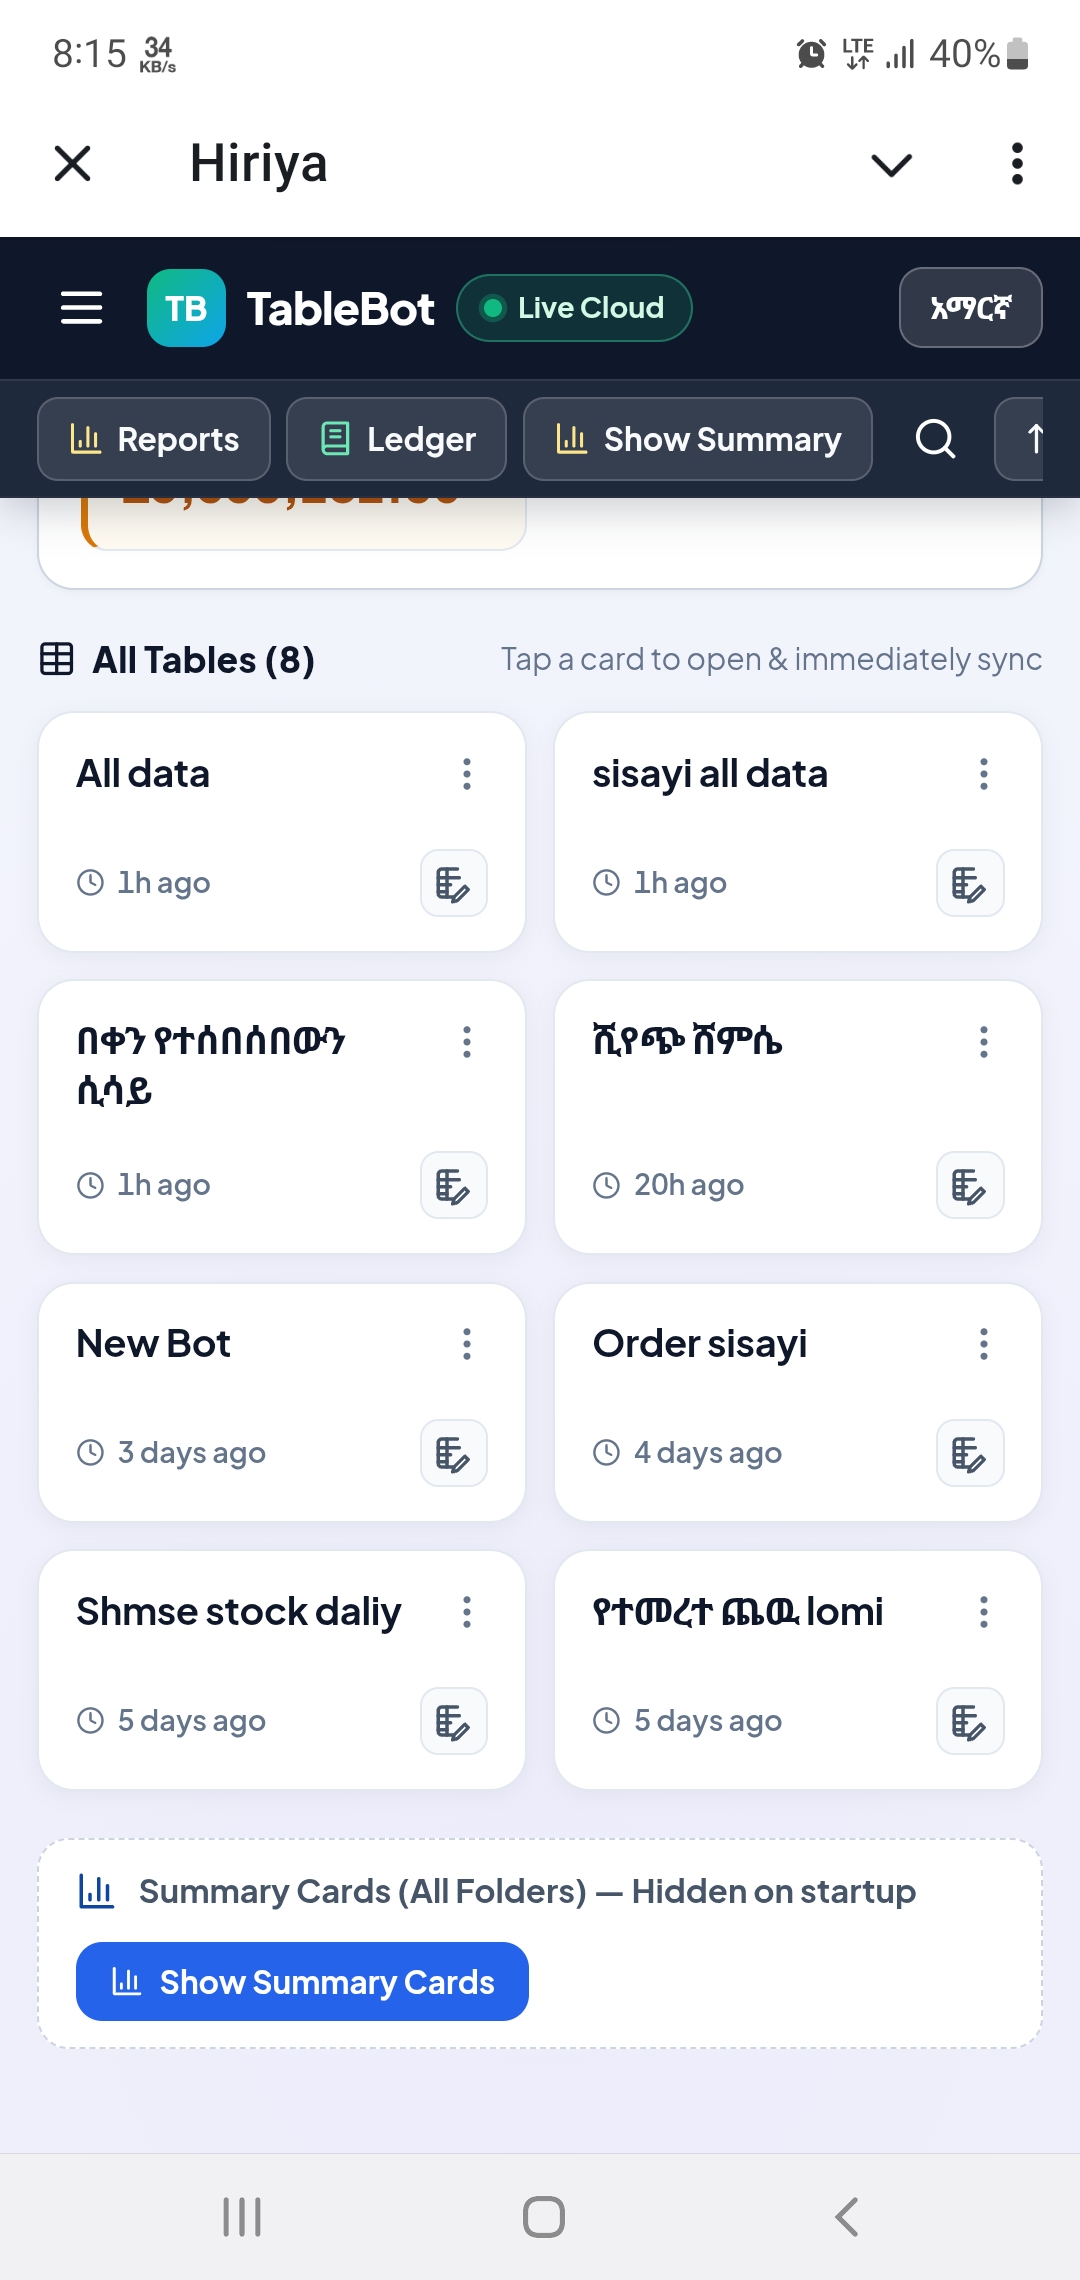 8:15 34 KB/s LTE 40%
Hiriya
TB TableBot Live Cloud አማርኛ
Reports Ledger Show Summary
All Tables (8) Tap a card to open & immediately sync
All data sisayi all data
1h ago 1h ago
በቀን የተሰበሰበውን ሺየጭ ሸምሴ
ሲሳይ
1h ago 20h ago
New Bot Order sisayi
3 days ago 4 days ago
Shmse stock daliy የተመረተ ጨዉ lomi
5 days ago 5 days ago
Summary Cards (All Folders) — Hidden on startup
Show Summary Cards